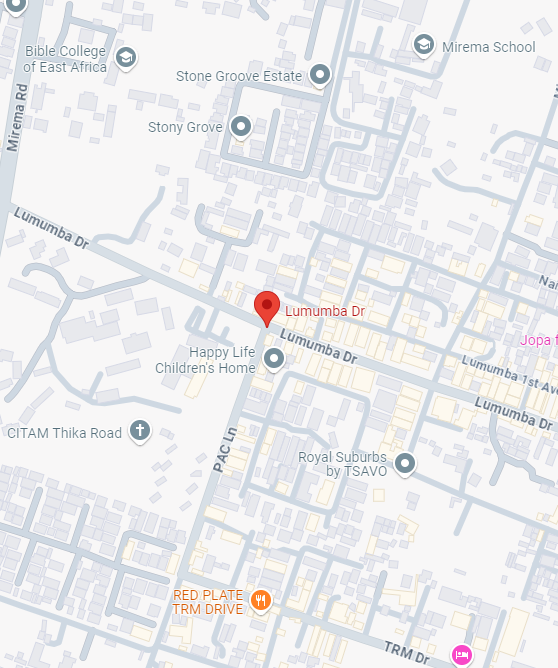 Bible College
of East Africa
Mirema School
Stone Groove Estate
Mirema Rd
Stony Grove
Lumumba Dr
Lumumba Dr
Lumumba Dr
Happy Life
Children's Home
Jopa f
Lumumba 1st Ave
Lumumba Dr
CITAM Thika Road
PAC Ln
Royal Suburbs
by TSAVO
RED PLATE
TRM DRIVE
TRM Dr